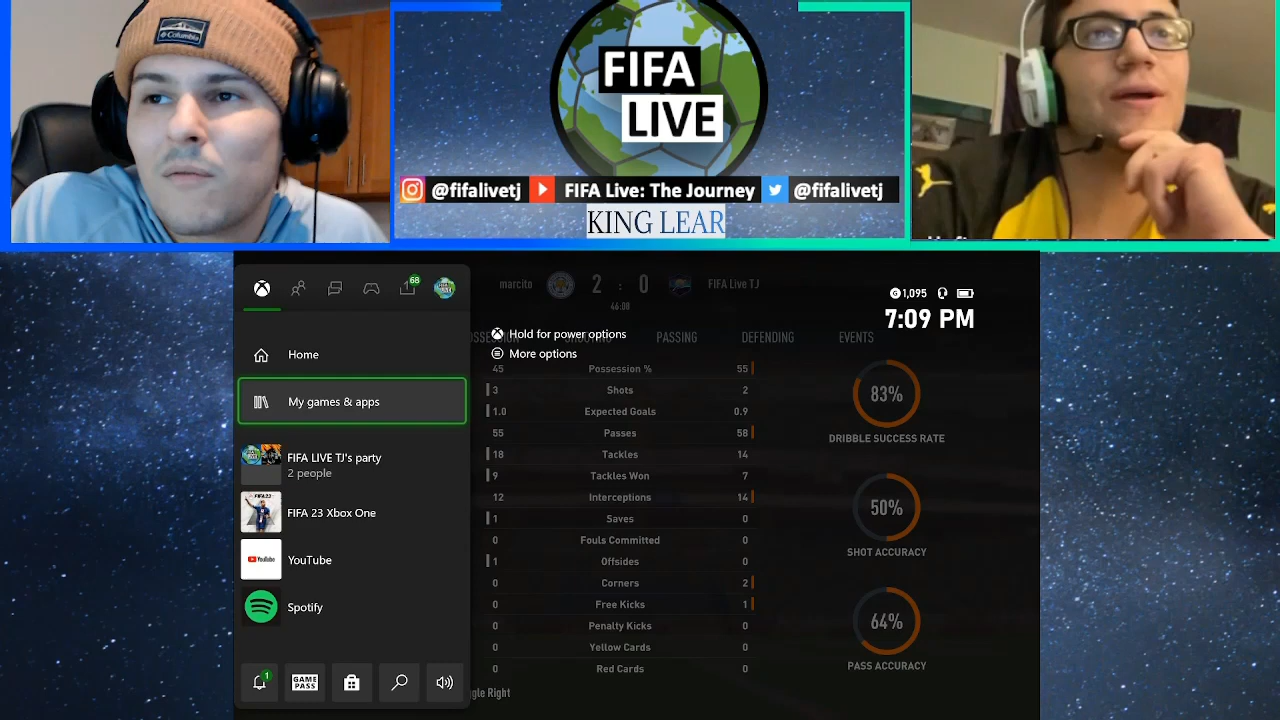 Columbia
FIFA
LIVE
@fifalivetj
FIFA Live: The Journey
@fifalivetj
KING LEAR
68
marcito
2 : 0
FIFA Live TJ
46:00
1,095
7:09 PM
Hold for power options
More options
PASSING
DEFENDING
EVENTS
Home
My games & apps
FIFA LIVE TJ's party
2 people
FIFA 23
FIFA 23 Xbox One
YouTube
YouTube
Spotify
1
GAME
PASS
45 Possession % 55
3 Shots 2
1.0 Expected Goals 0.9
55 Passes 58
18 Tackles 14
9 Tackles Won 7
12 Interceptions 14
1 Saves 0
0 Fouls Committed 0
1 Offsides 0
0 Corners 2
0 Free Kicks 1
0 Penalty Kicks 0
0 Yellow Cards 0
0 Red Cards 0
gle Right
83%
DRIBBLE SUCCESS RATE
50%
SHOT ACCURACY
64%
PASS ACCURACY